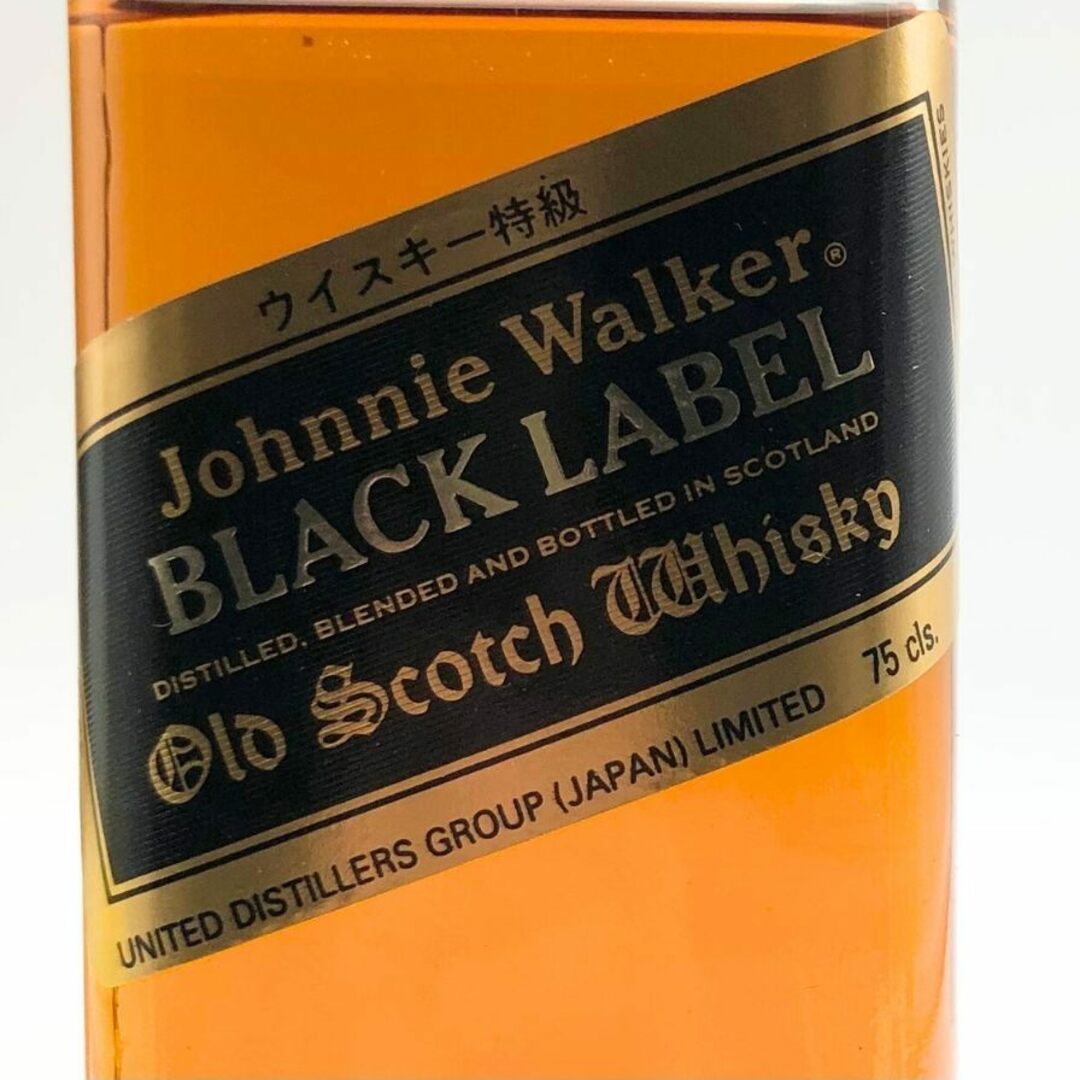 ウイスキー特級
Johnnie Walker®
BLACK LABEL
DISTILLED, BLENDED AND BOTTLED IN SCOTLAND
Old Scotch Whisky
75 cls.
UNITED DISTILLERS GROUP (JAPAN) LIMITED